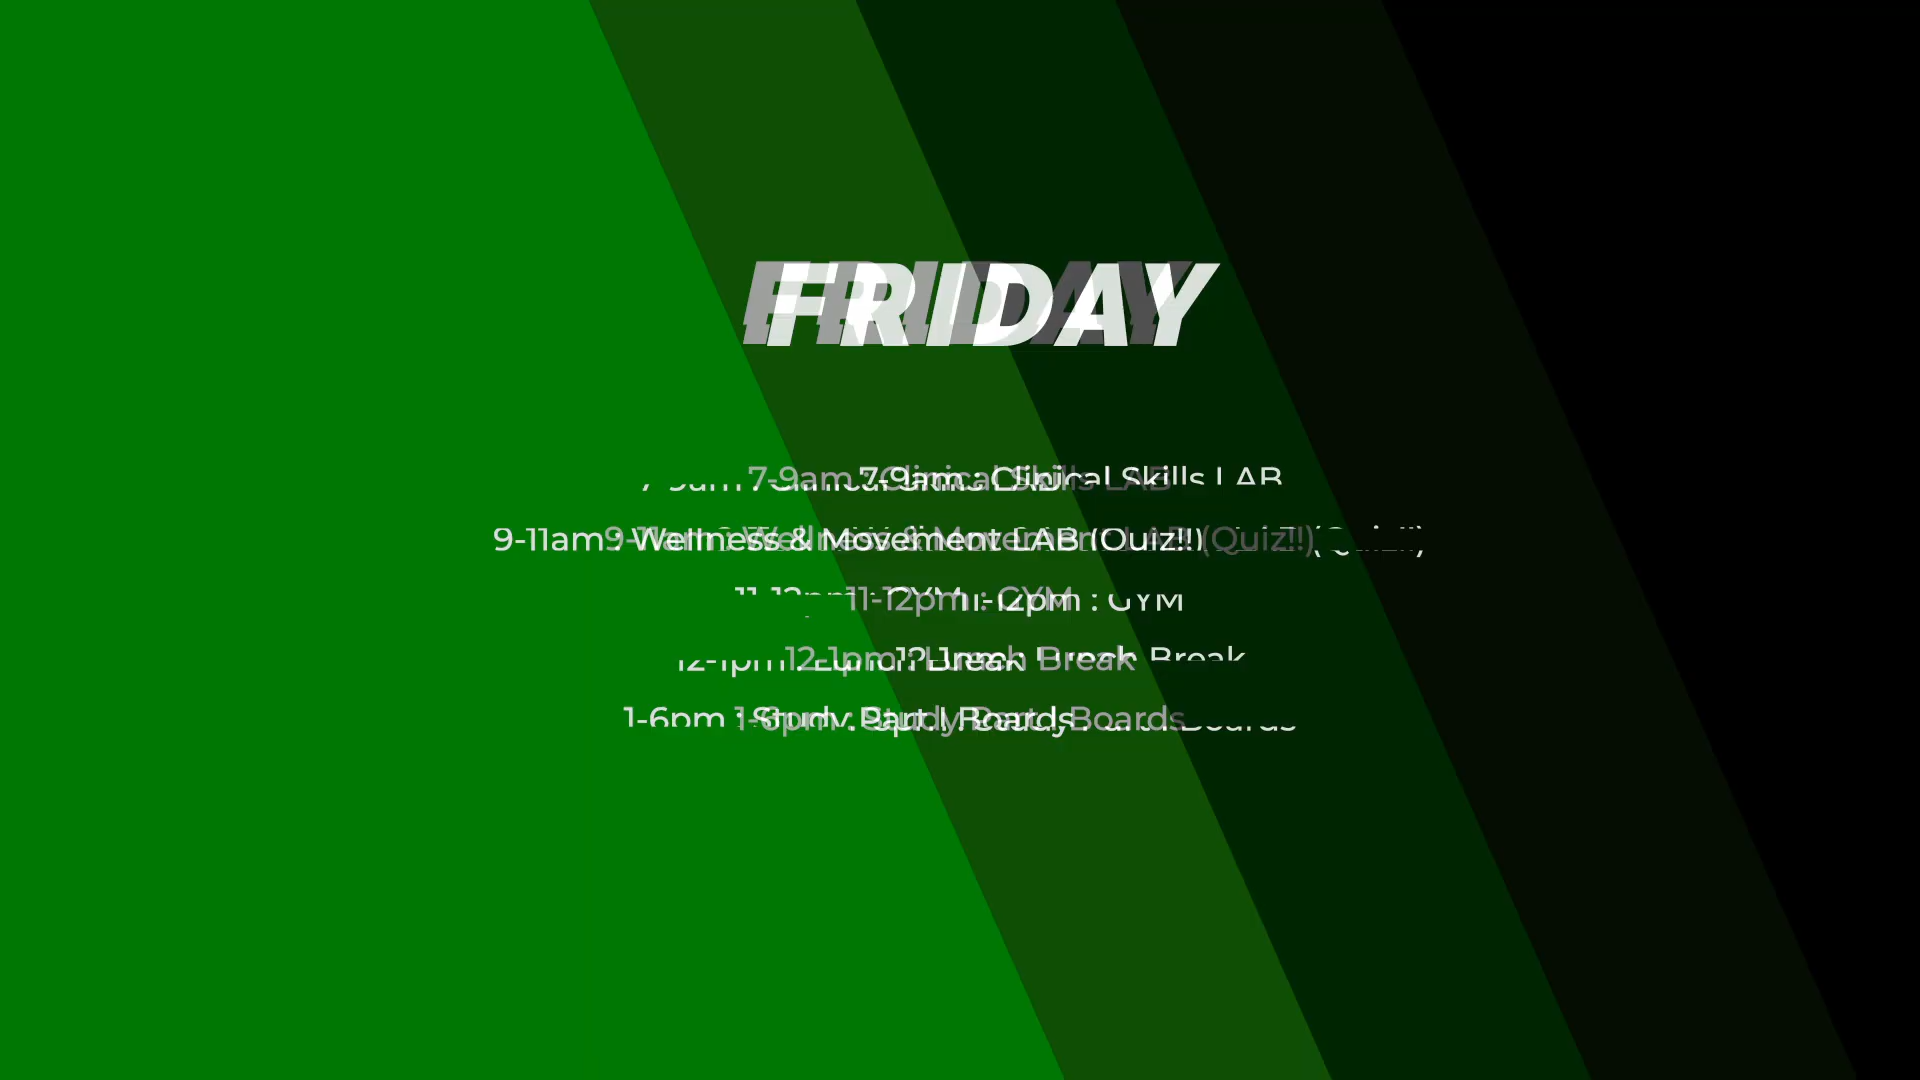 FRIDAY
7-9am : Clinical Skills LAB
9-11am : Wellness & Movement LAB (Quiz!!)
11-12pm : GYM
12-1pm : Lunch Break
1-6pm : Study Part I Boards